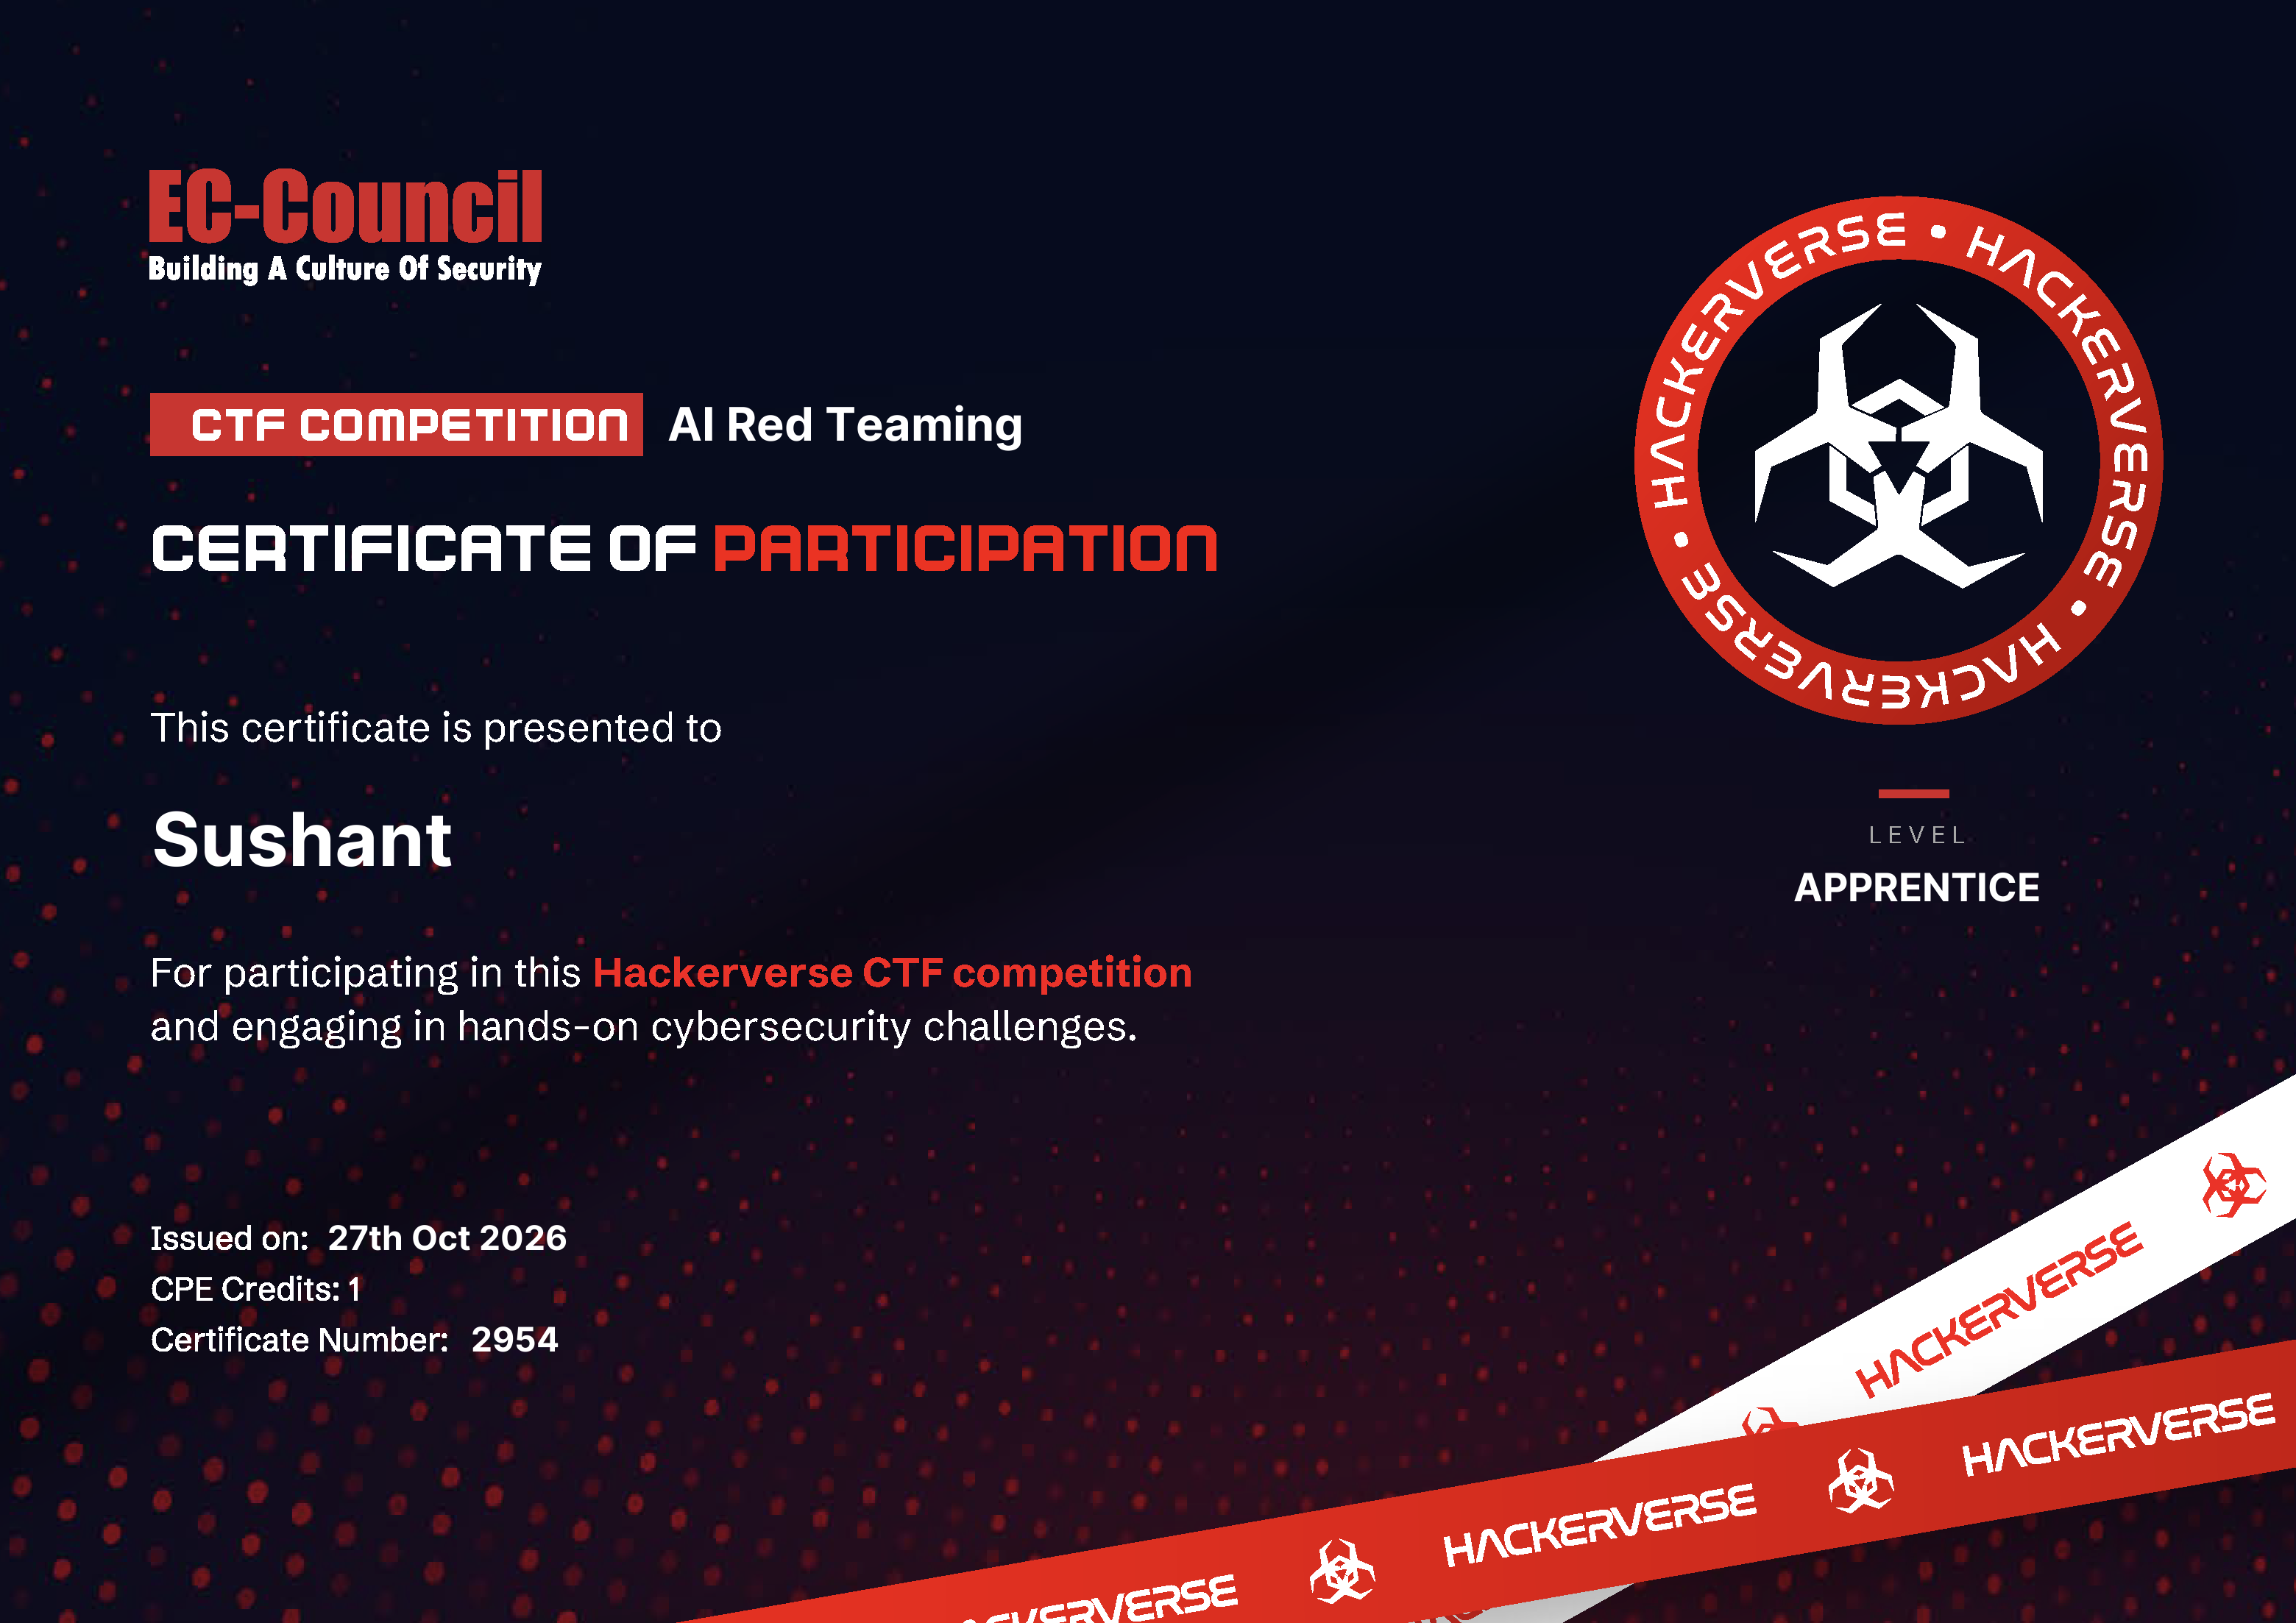 EC-Council
Building A Culture Of Security
CTF COMPETITION AI Red Teaming
CERTIFICATE OF PARTICIPATION
This certificate is presented to
Sushant
For participating in this Hackerverse CTF competition
and engaging in hands-on cybersecurity challenges.
Issued on: 27th Oct 2026
CPE Credits: 1
Certificate Number: 2954
HACKERVERSE • HACKERVERSE • HACKERVERSE •
LEVEL
APPRENTICE
HACKERVERSE
ACKERVERSE HACKERVERSE HACKERVERSE